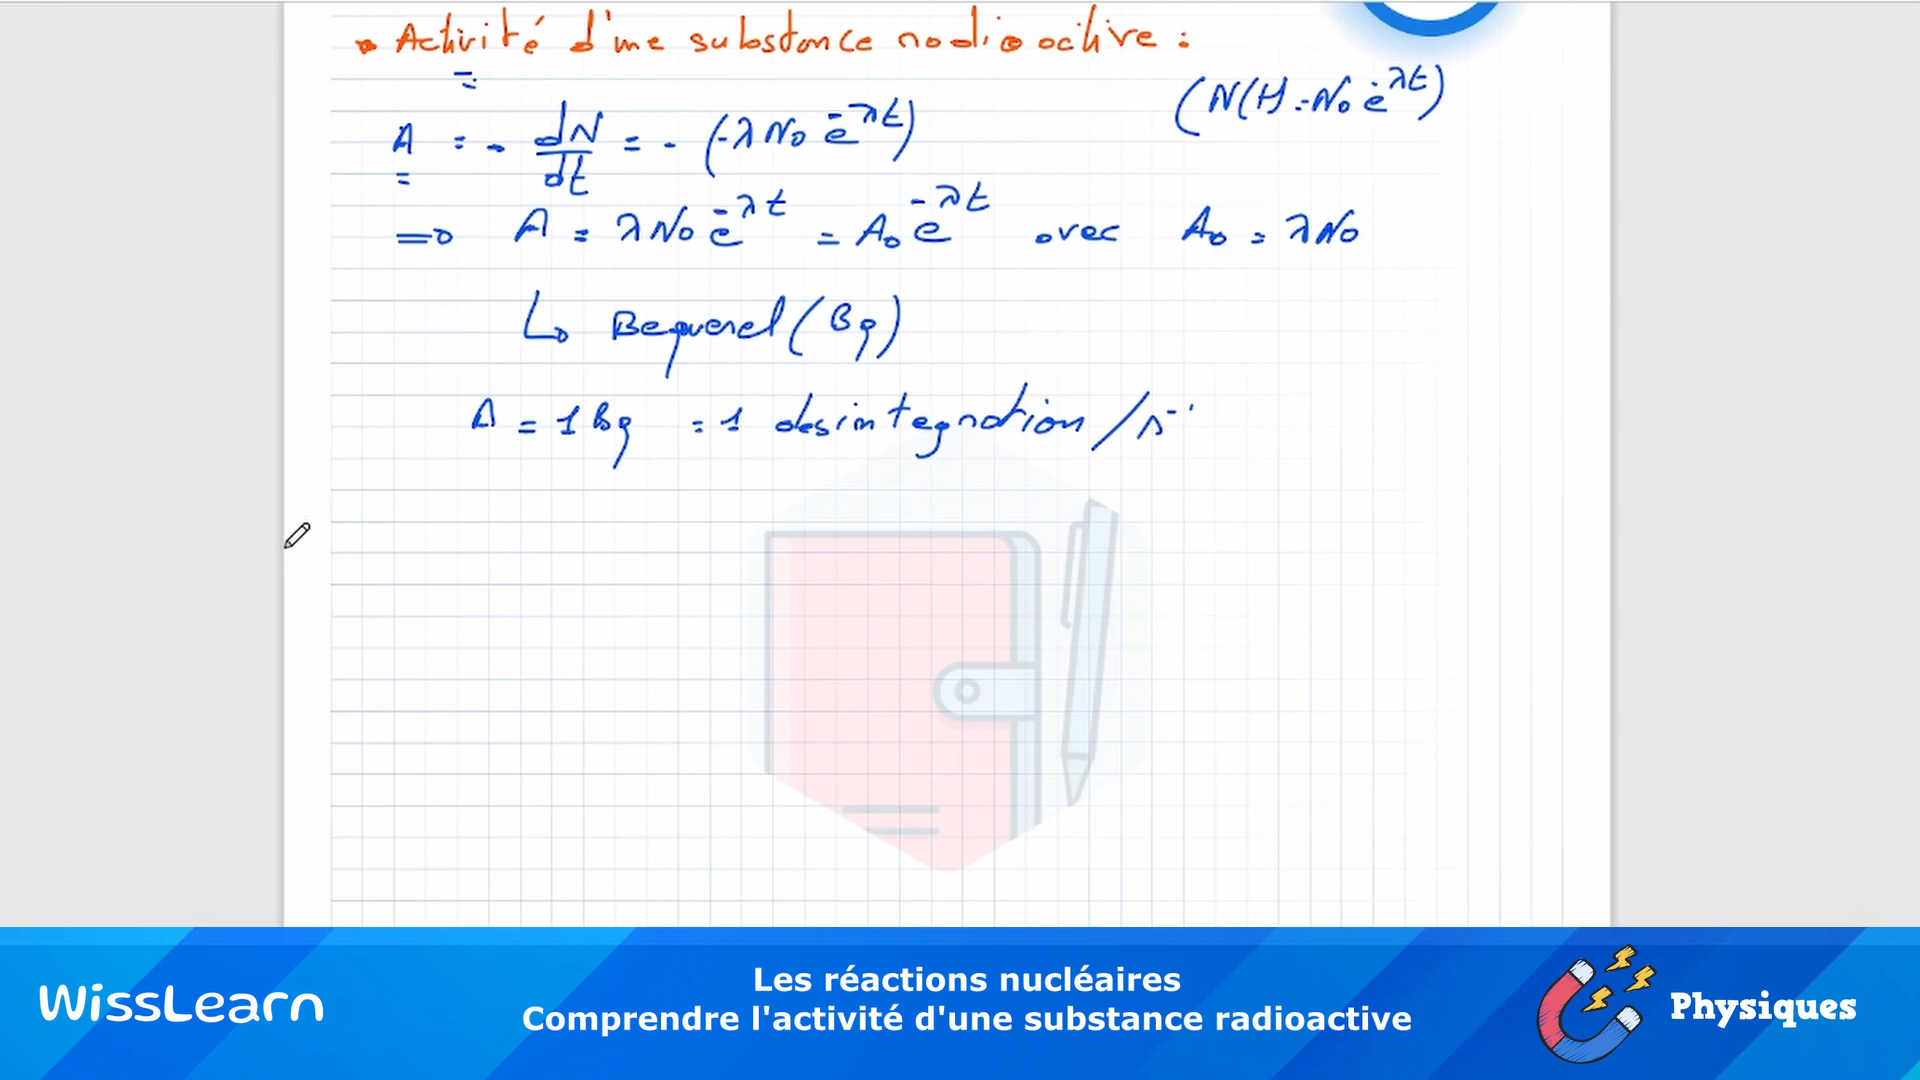 Activité d'une substance radioactive :
(N(t) = N₀ e^-λt)
A = - dN/dt = - (-λ N₀ e^-λt)
=> A = λ N₀ e^-λt = A₀ e^-λt avec A₀ = λ N₀
↳ Bequerel (Bq)
A = 1 Bq = 1 desintegration / s⁻¹
WissLearn
Les réactions nucléaires
Comprendre l'activité d'une substance radioactive
Physiques